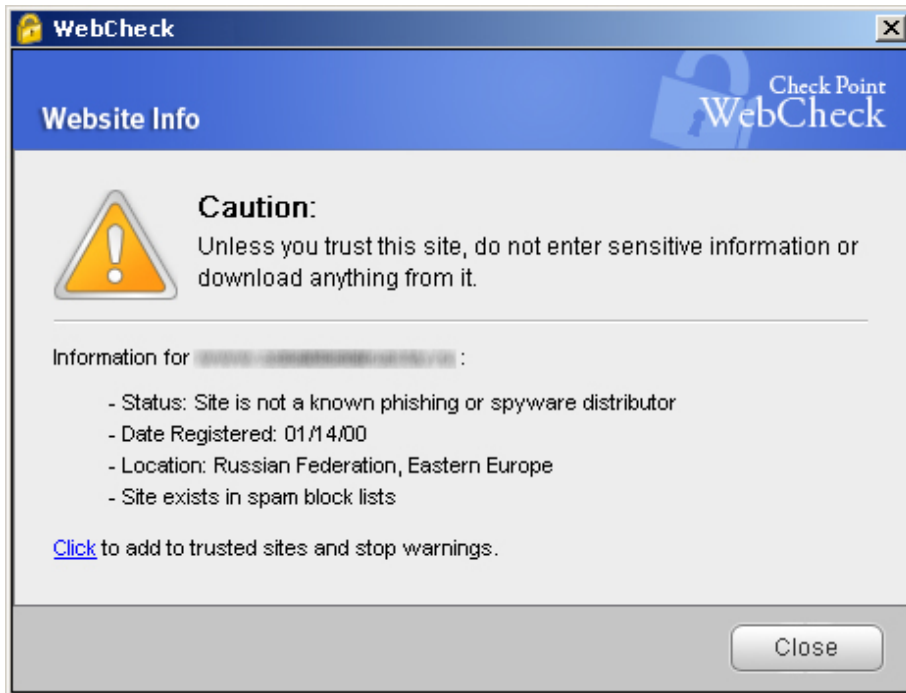 WebCheck
Check Point
WebCheck
Website Info
Caution:
Unless you trust this site, do not enter sensitive information or
download anything from it.
Information for :
- Status: Site is not a known phishing or spyware distributor
- Date Registered: 01/14/00
- Location: Russian Federation, Eastern Europe
- Site exists in spam block lists
Click to add to trusted sites and stop warnings.
Close